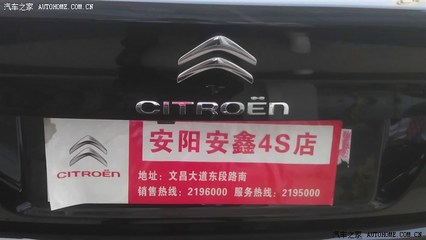 汽车之家 AUTOHOME.COM.CN
CITROËN
安阳安鑫4S店
CITROËN
地址：文昌大道东段路南
销售热线：2196000 服务热线：2195000
汽车之家 AUTOHOME.COM.CN